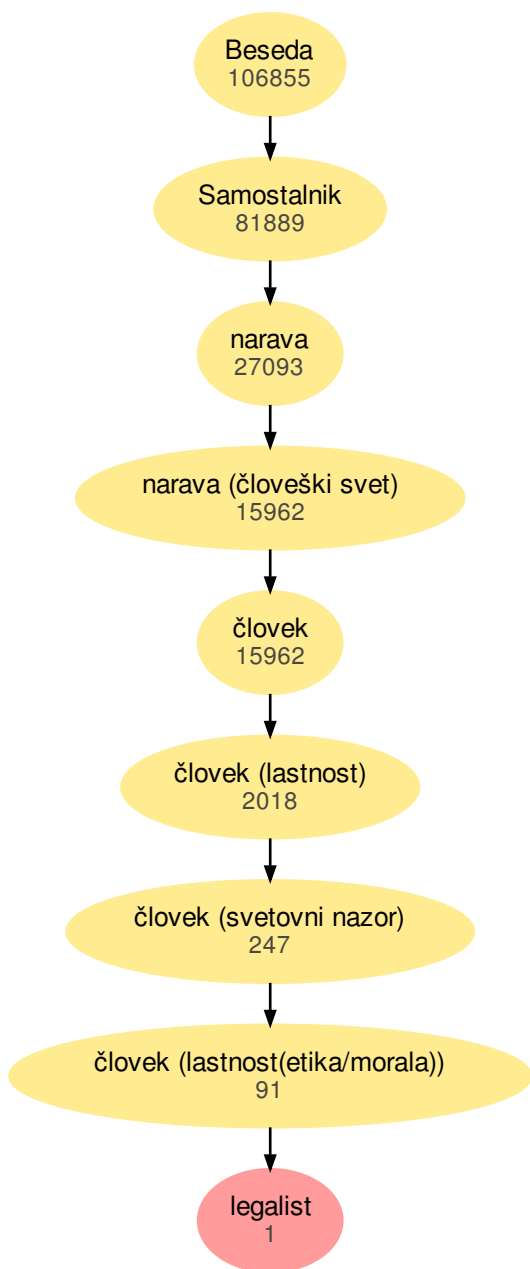 Beseda
106855
Samostalnik
81889
narava
27093
narava (človeški svet)
15962
človek
15962
človek (lastnost)
2018
človek (svetovni nazor)
247
človek (lastnost(etika/morala))
91
legalist
1